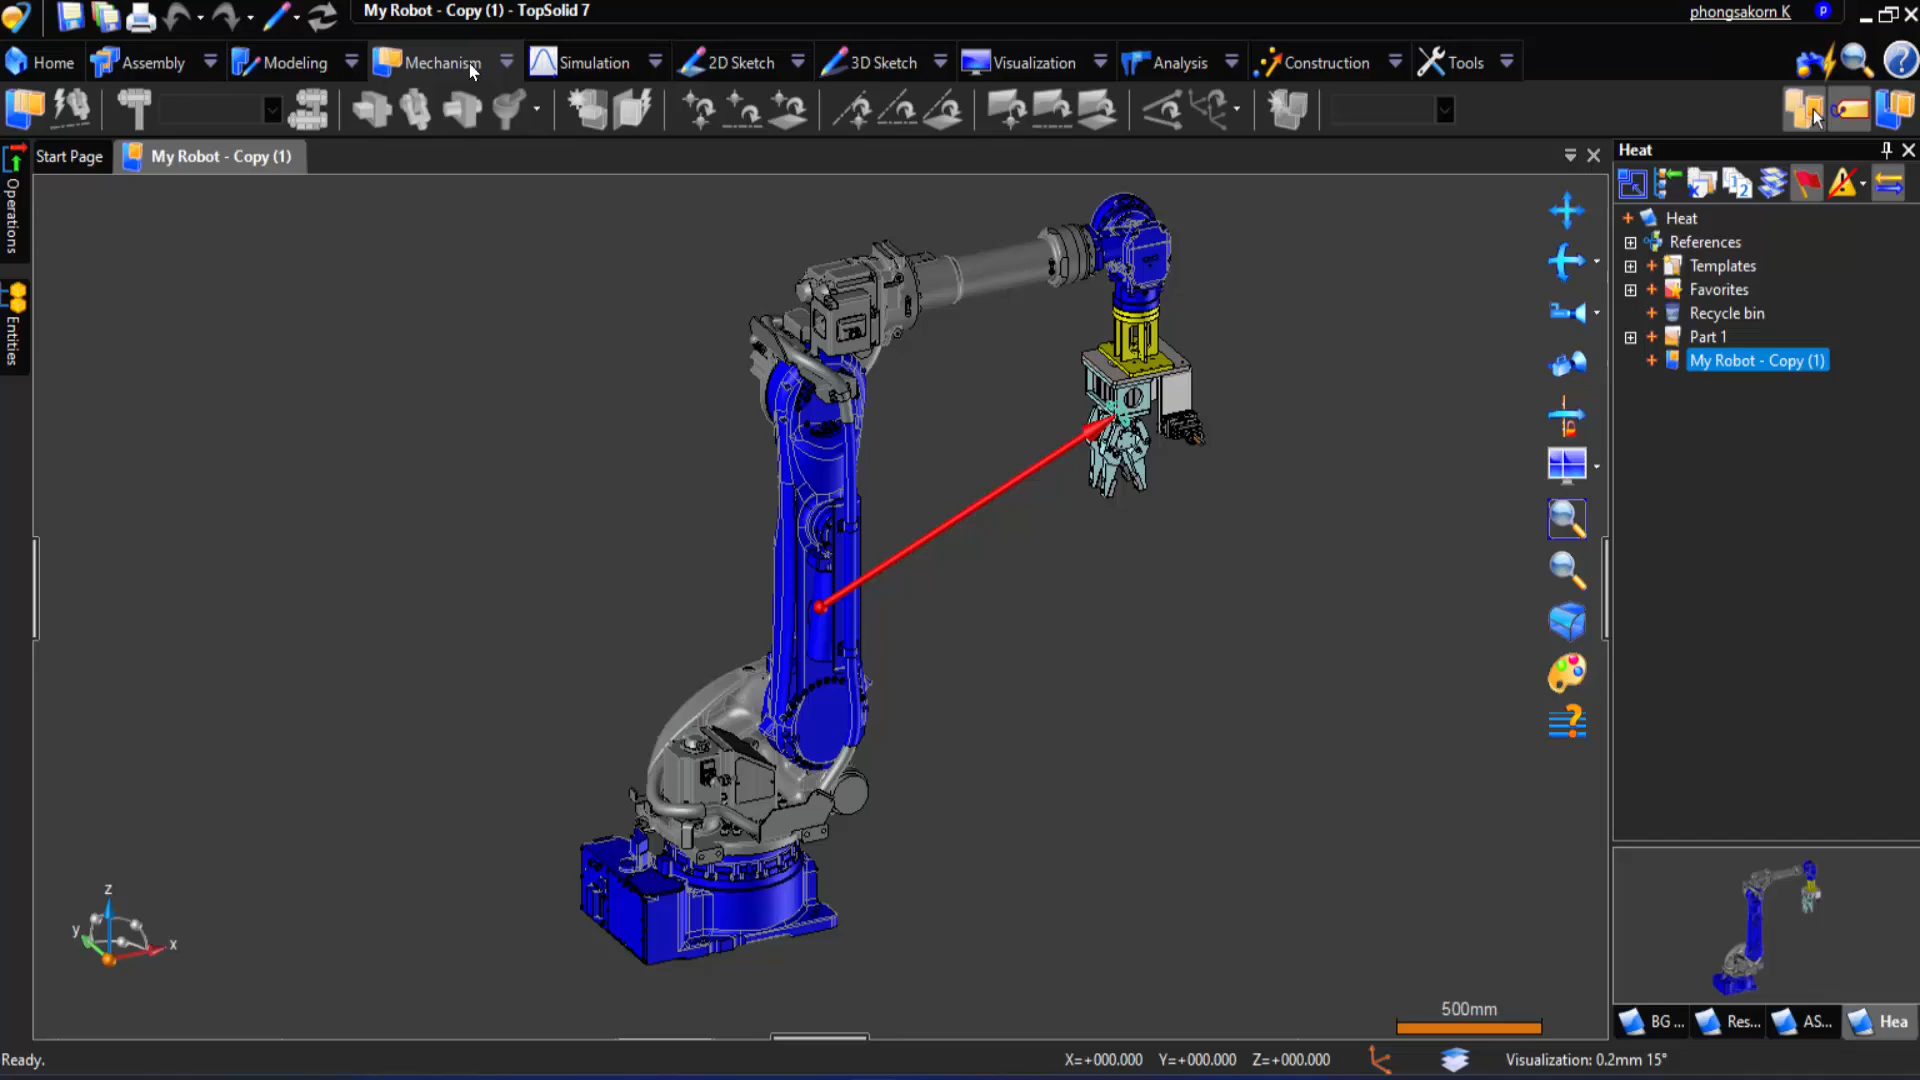 My Robot - Copy (1) - TopSolid 7
phongsakorn K
p
Home
Assembly
Modeling
Mechanism
Simulation
2D Sketch
3D Sketch
Visualization
Analysis
Construction
Tools
Start Page
My Robot - Copy (1)
Operations
Entities
Heat
Heat
References
Templates
Favorites
Recycle bin
Part 1
My Robot - Copy (1)
z
y
x
500mm
BG ...
Res...
AS...
Hea
Ready.
X=+000.000 Y=+000.000 Z=+000.000
Visualization: 0.2mm 15°